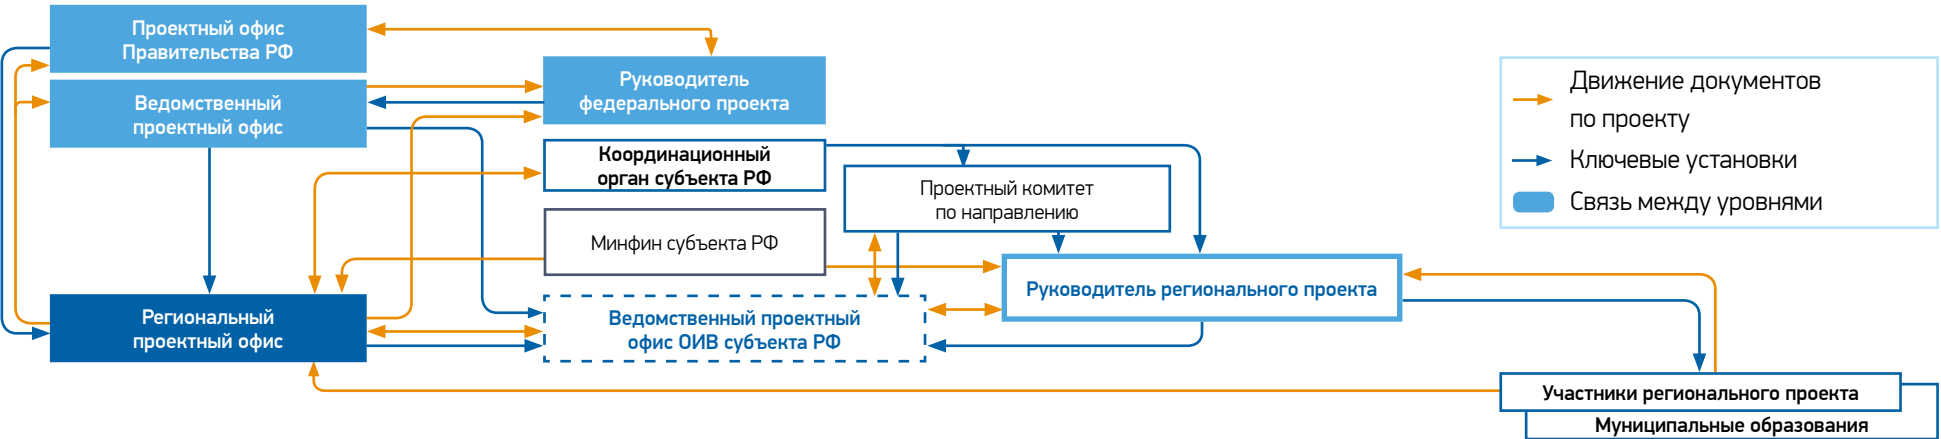 Проектный офис
Правительства РФ
Ведомственный
проектный офис
Руководитель
федерального проекта
Координационный
орган субъекта РФ
Минфин субъекта РФ
Проектный комитет
по направлению
Региональный
проектный офис
Ведомственный проектный
офис ОИВ субъекта РФ
Руководитель регионального проекта
Участники регионального проекта
Муниципальные образования
Движение документов
по проекту
Ключевые установки
Связь между уровнями